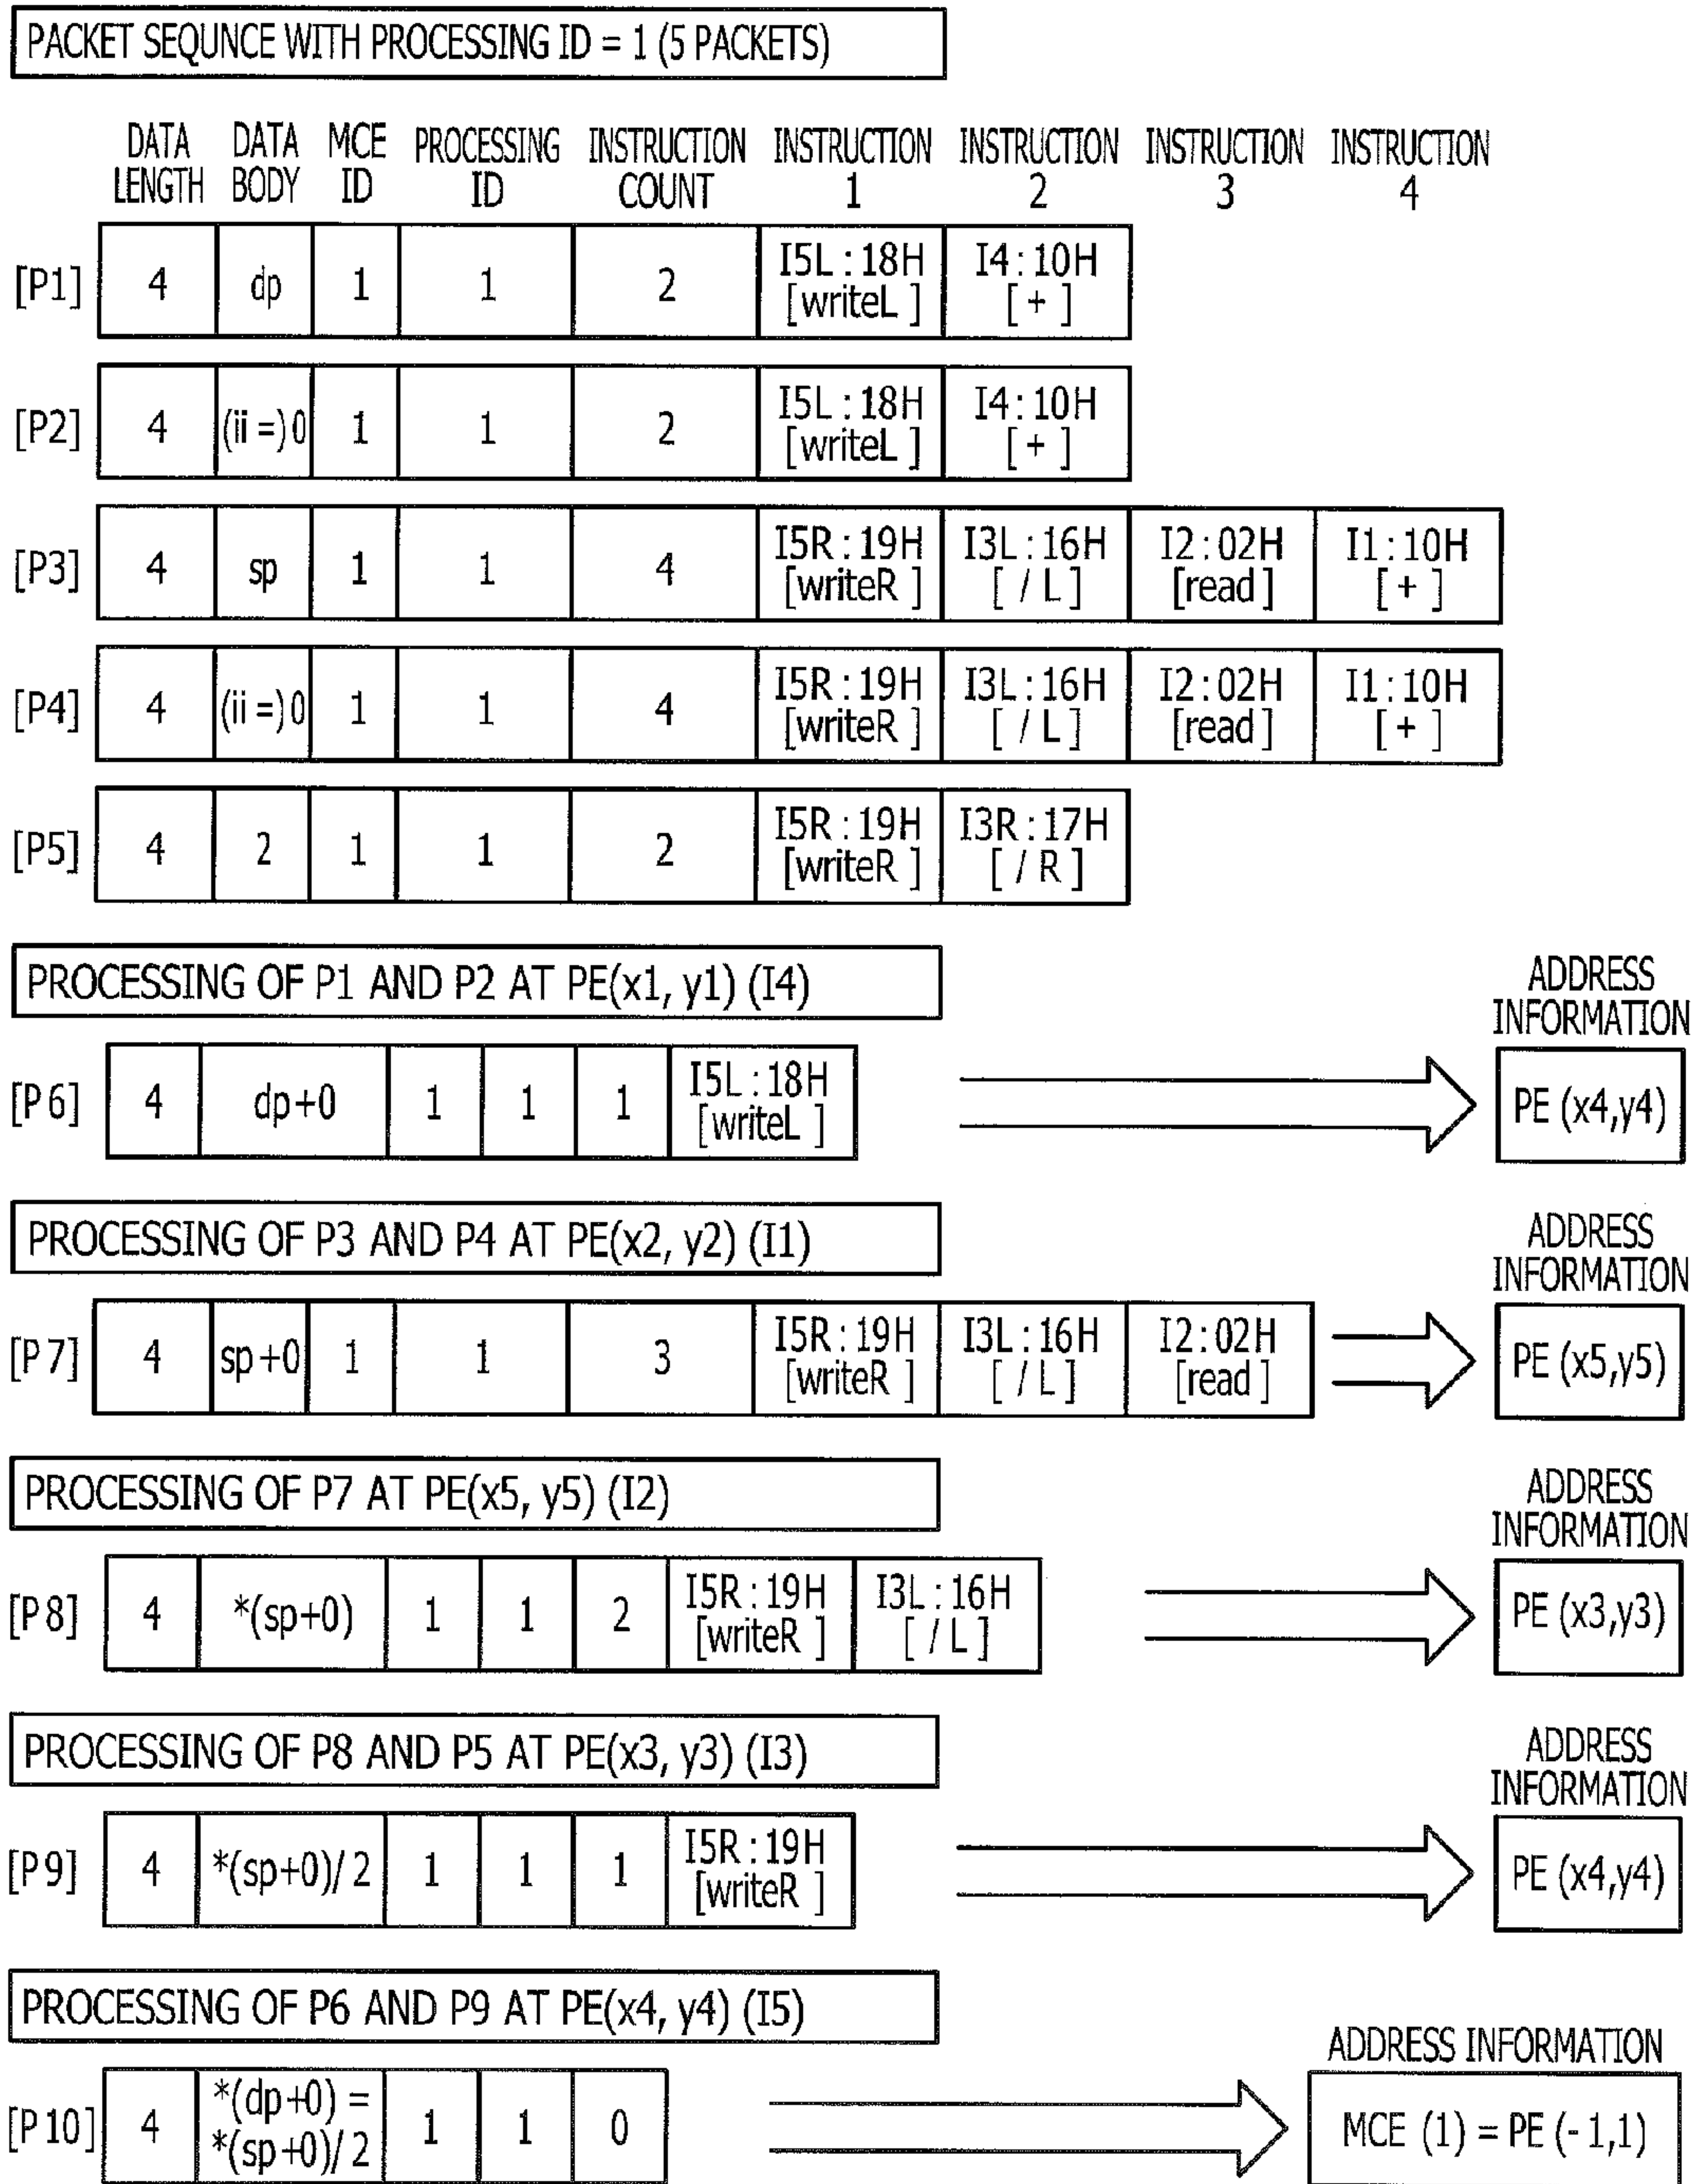 PACKET SEQUNCE WITH PROCESSING ID = 1 (5 PACKETS)
DATA LENGTH DATA BODY MCE ID PROCESSING ID INSTRUCTION COUNT INSTRUCTION 1 INSTRUCTION 2 INSTRUCTION 3 INSTRUCTION 4
[P1] 4 dp 1 1 2 I5L:18H [writeL] I4:10H [+]
[P2] 4 (ii=)0 1 1 2 I5L:18H [writeL] I4:10H [+]
[P3] 4 sp 1 1 4 I5R:19H [writeR] I3L:16H [/L] I2:02H [read] I1:10H [+]
[P4] 4 (ii=)0 1 1 4 I5R:19H [writeR] I3L:16H [/L] I2:02H [read] I1:10H [+]
[P5] 4 2 1 1 2 I5R:19H [writeR] I3R:17H [/R]
PROCESSING OF P1 AND P2 AT PE(x1, y1) (I4)
ADDRESS INFORMATION
[P6] 4 dp+0 1 1 1 I5L:18H [writeL] PE (x4,y4)
PROCESSING OF P3 AND P4 AT PE(x2, y2) (I1)
ADDRESS INFORMATION
[P7] 4 sp+0 1 1 3 I5R:19H [writeR] I3L:16H [/L] I2:02H [read] PE (x5,y5)
PROCESSING OF P7 AT PE(x5, y5) (I2)
ADDRESS INFORMATION
[P8] 4 *(sp+0) 1 1 2 I5R:19H [writeR] I3L:16H [/L] PE (x3,y3)
PROCESSING OF P8 AND P5 AT PE(x3, y3) (I3)
ADDRESS INFORMATION
[P9] 4 *(sp+0)/2 1 1 1 I5R:19H [writeR] PE (x4,y4)
PROCESSING OF P6 AND P9 AT PE(x4, y4) (I5)
ADDRESS INFORMATION
[P10] 4 *(dp+0) = *(sp+0)/2 1 1 0 MCE (1) = PE (-1,1)